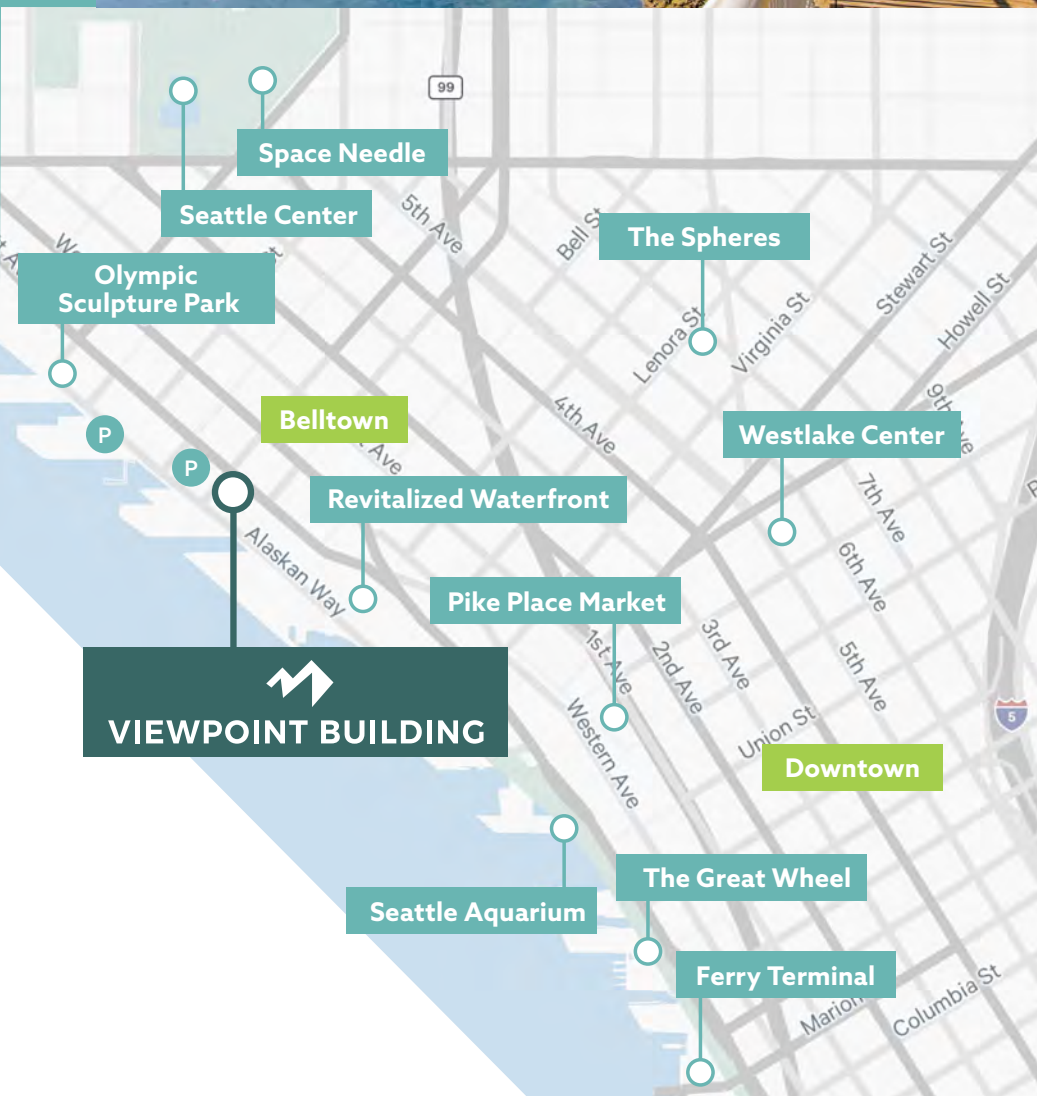 99
Space Needle
5th Ave
Seattle Center
Bell St
The Spheres
Stewart St
Olympic
Sculpture Park
Howell St
Lenora St
Virginia St
9th Ave
4th Ave
Belltown
Ave
P
Westlake Center
P
Revitalized Waterfront
7th Ave
Alaskan Way
6th Ave
Pike Place Market
1st Ave
2nd Ave
3rd Ave
5th Ave
VIEWPOINT BUILDING
Western Ave
Union St
5
Downtown
The Great Wheel
Seattle Aquarium
Ferry Terminal
Marion
Columbia St